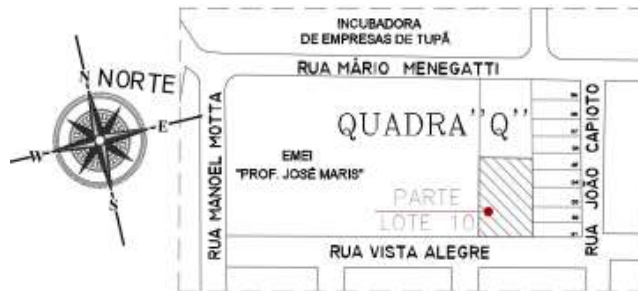 INCUBADORA
DE EMPRESAS DE TUPÃ
RUA MÁRIO MENEGATTI
N
NORTE
E
W
S
RUA MANOEL MOTTA
QUADRA"Q"
EMEI
"PROF. JOSÉ MARIS"
PARTE
LOTE 10
RUA JOÃO CAPIOTO
RUA VISTA ALEGRE